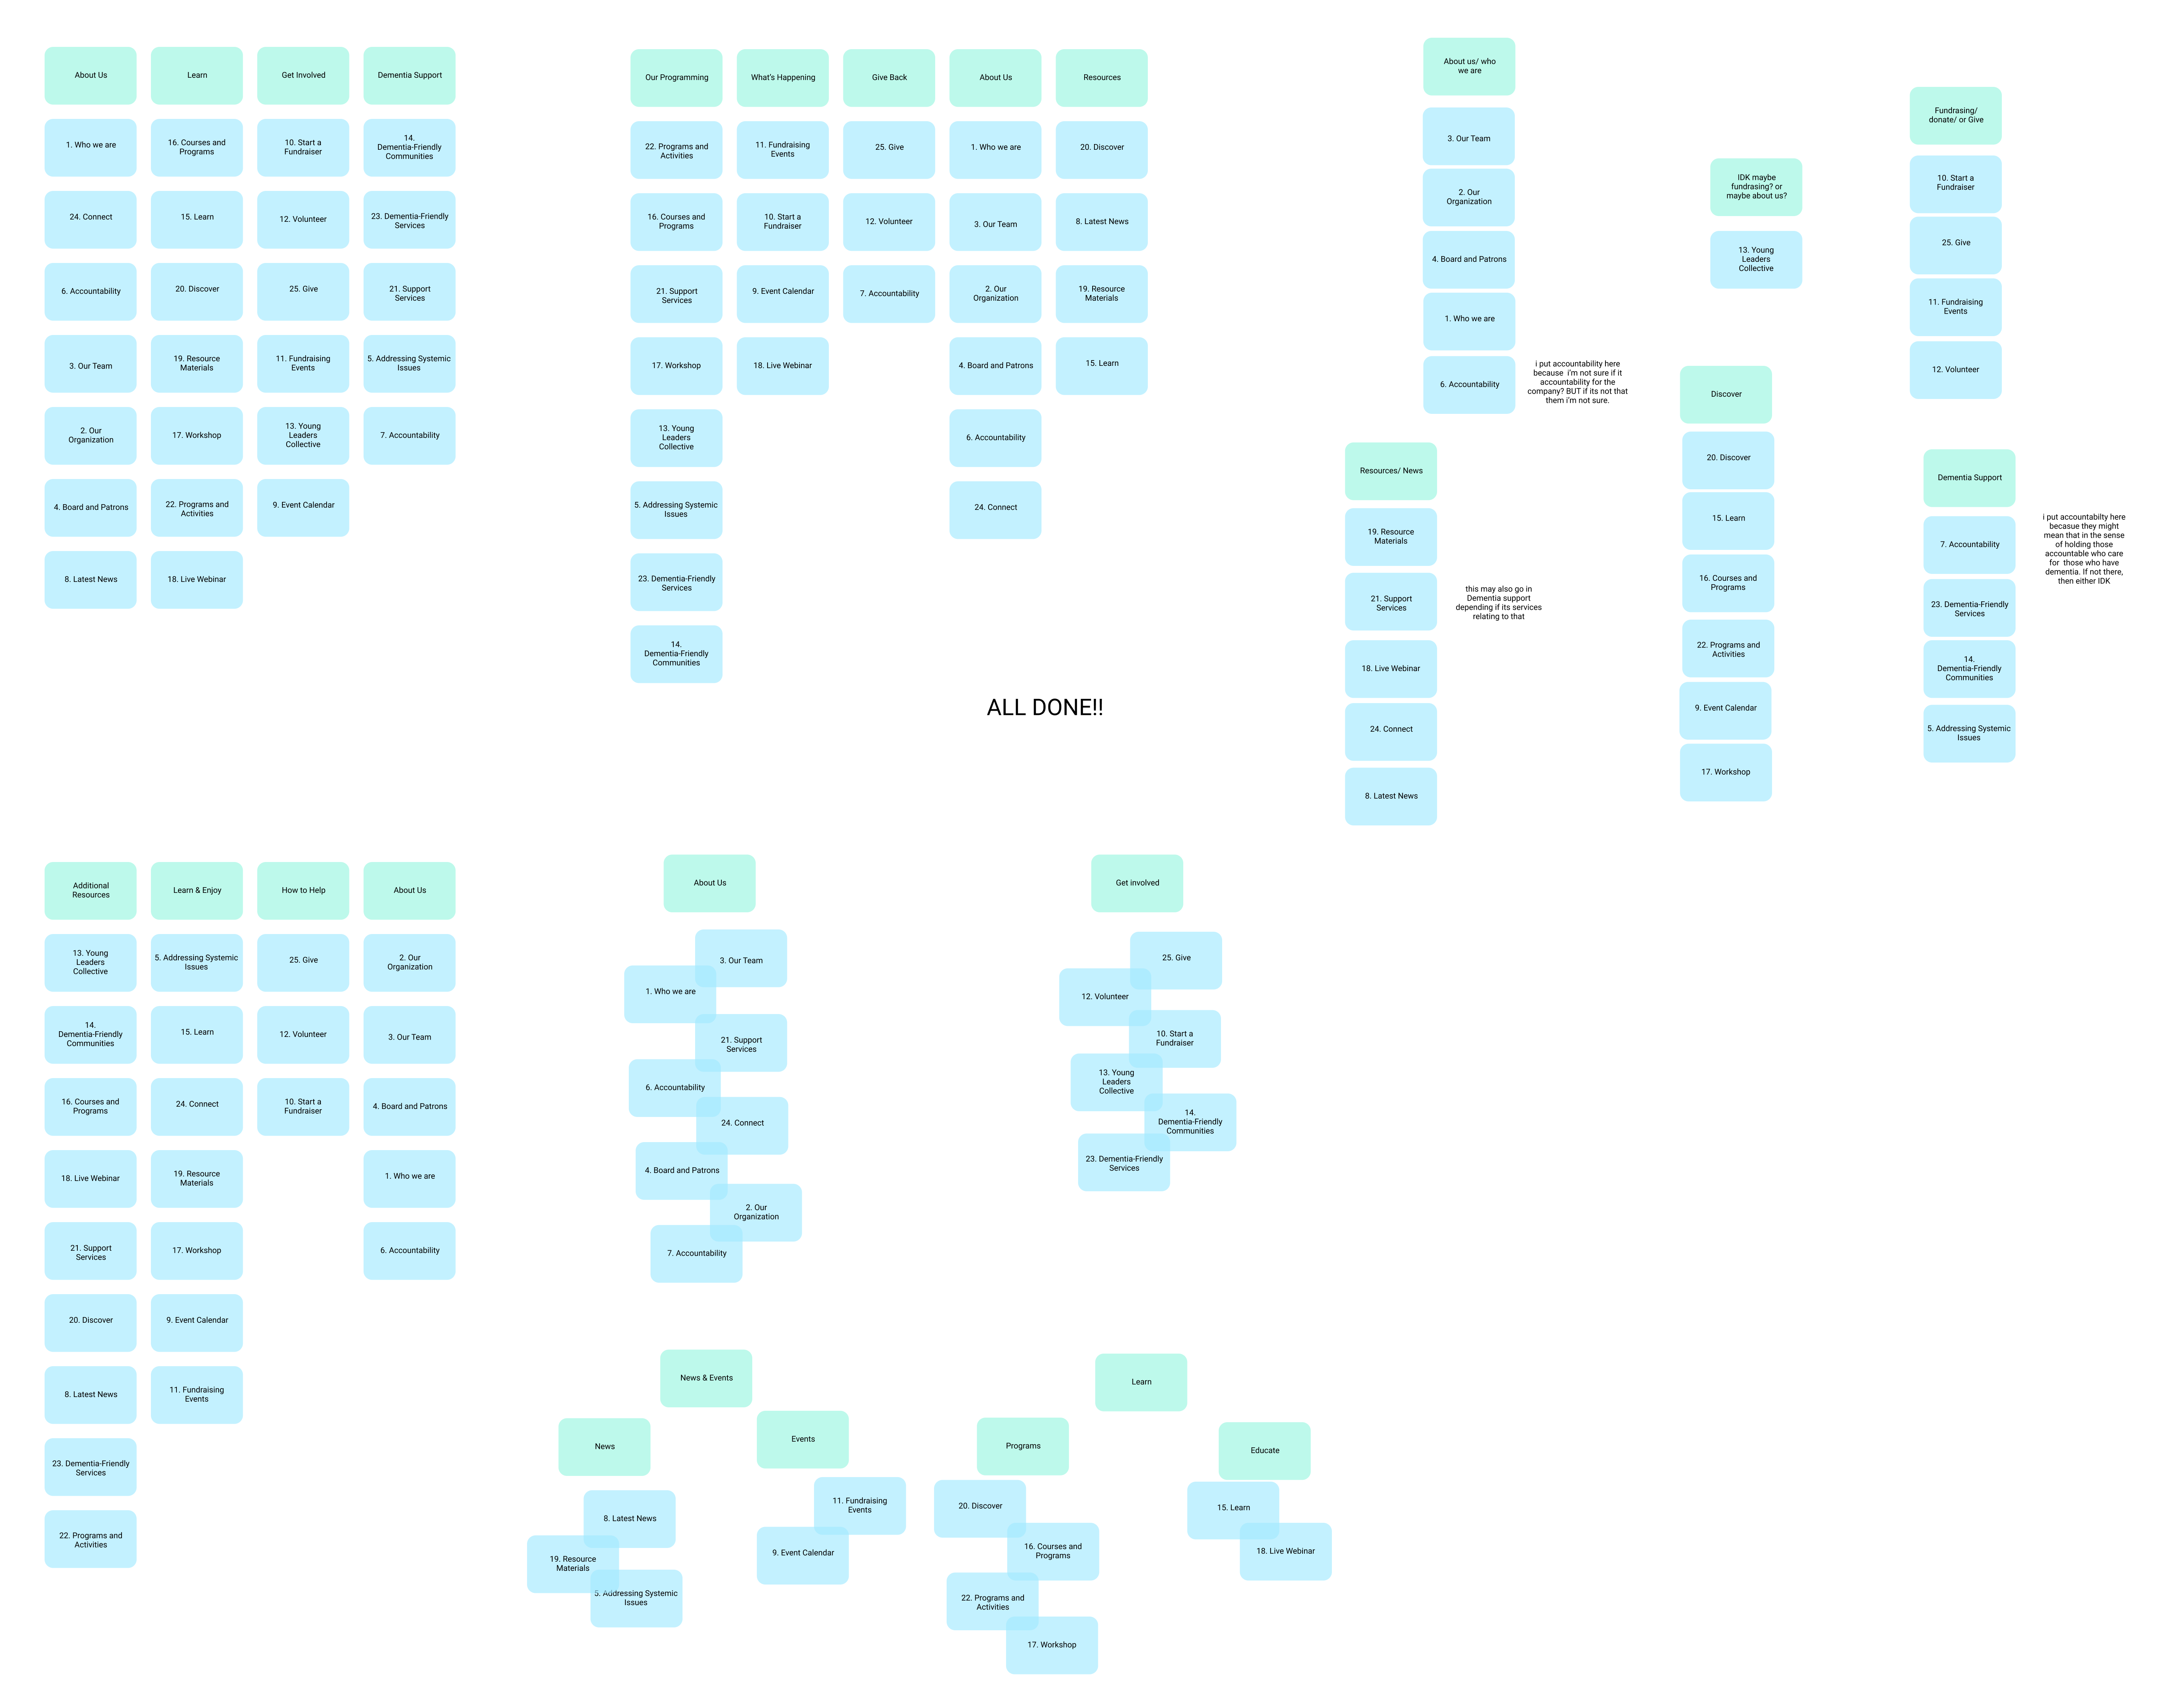 About Us
1. Who we are
24. Connect
6. Accountability
3. Our Team
2. Our
Organization
4. Board and Patrons
8. Latest News
Learn
16. Courses and
Programs
15. Learn
20. Discover
19. Resource
Materials
17. Workshop
22. Programs and
Activities
18. Live Webinar
Get Involved
10. Start a
Fundraiser
12. Volunteer
25. Give
11. Fundraising
Events
13. Young
Leaders
Collective
9. Event Calendar
Dementia Support
14.
Dementia-Friendly
Communities
23. Dementia-Friendly
Services
21. Support
Services
5. Addressing Systemic
Issues
7. Accountability
Our Programming
22. Programs and
Activities
16. Courses and
Programs
21. Support
Services
17. Workshop
13. Young
Leaders
Collective
5. Addressing Systemic
Issues
23. Dementia-Friendly
Services
14.
Dementia-Friendly
Communities
What's Happening
11. Fundraising
Events
10. Start a
Fundraiser
9. Event Calendar
18. Live Webinar
Give Back
25. Give
12. Volunteer
7. Accountability
About Us
1. Who we are
3. Our Team
2. Our
Organization
4. Board and Patrons
6. Accountability
24. Connect
Resources
20. Discover
8. Latest News
19. Resource
Materials
15. Learn
ALL DONE!!
About us/ who
we are
3. Our Team
2. Our
Organization
4. Board and Patrons
1. Who we are
6. Accountability
i put accountability here
because i'm not sure if it
accountability for the
company? BUT if its not that
them i'm not sure.
Resources/ News
19. Resource
Materials
21. Support
Services
this may also go in
Dementia support
depending if its services
relating to that
18. Live Webinar
24. Connect
8. Latest News
IDK maybe
fundrasing? or
maybe about us?
13. Young
Leaders
Collective
Discover
20. Discover
15. Learn
16. Courses and
Programs
22. Programs and
Activities
9. Event Calendar
17. Workshop
Fundrasing/
donate/ or Give
10. Start a
Fundraiser
25. Give
11. Fundraising
Events
12. Volunteer
Dementia Support
7. Accountability
i put accountabilty here
becasue they might
mean that in the sense
of holding those
accountable who care
for those who have
dementia. If not there,
then either IDK
23. Dementia-Friendly
Services
14.
Dementia-Friendly
Communities
5. Addressing Systemic
Issues
Additional
Resources
13. Young
Leaders
Collective
14.
Dementia-Friendly
Communities
16. Courses and
Programs
18. Live Webinar
21. Support
Services
20. Discover
8. Latest News
23. Dementia-Friendly
Services
22. Programs and
Activities
Learn & Enjoy
5. Addressing Systemic
Issues
15. Learn
24. Connect
19. Resource
Materials
17. Workshop
9. Event Calendar
11. Fundraising
Events
How to Help
25. Give
12. Volunteer
10. Start a
Fundraiser
About Us
2. Our
Organization
3. Our Team
4. Board and Patrons
1. Who we are
6. Accountability
About Us
3. Our Team
1. Who we are
21. Support
Services
6. Accountability
24. Connect
4. Board and Patrons
2. Our
Organization
7. Accountability
Get involved
25. Give
12. Volunteer
10. Start a
Fundraiser
13. Young
Leaders
Collective
14.
Dementia-Friendly
Communities
23. Dementia-Friendly
Services
News & Events
News
8. Latest News
19. Resource
Materials
5. Addressing Systemic
Issues
Events
11. Fundraising
Events
9. Event Calendar
Learn
Programs
20. Discover
16. Courses and
Programs
22. Programs and
Activities
17. Workshop
Educate
15. Learn
18. Live Webinar